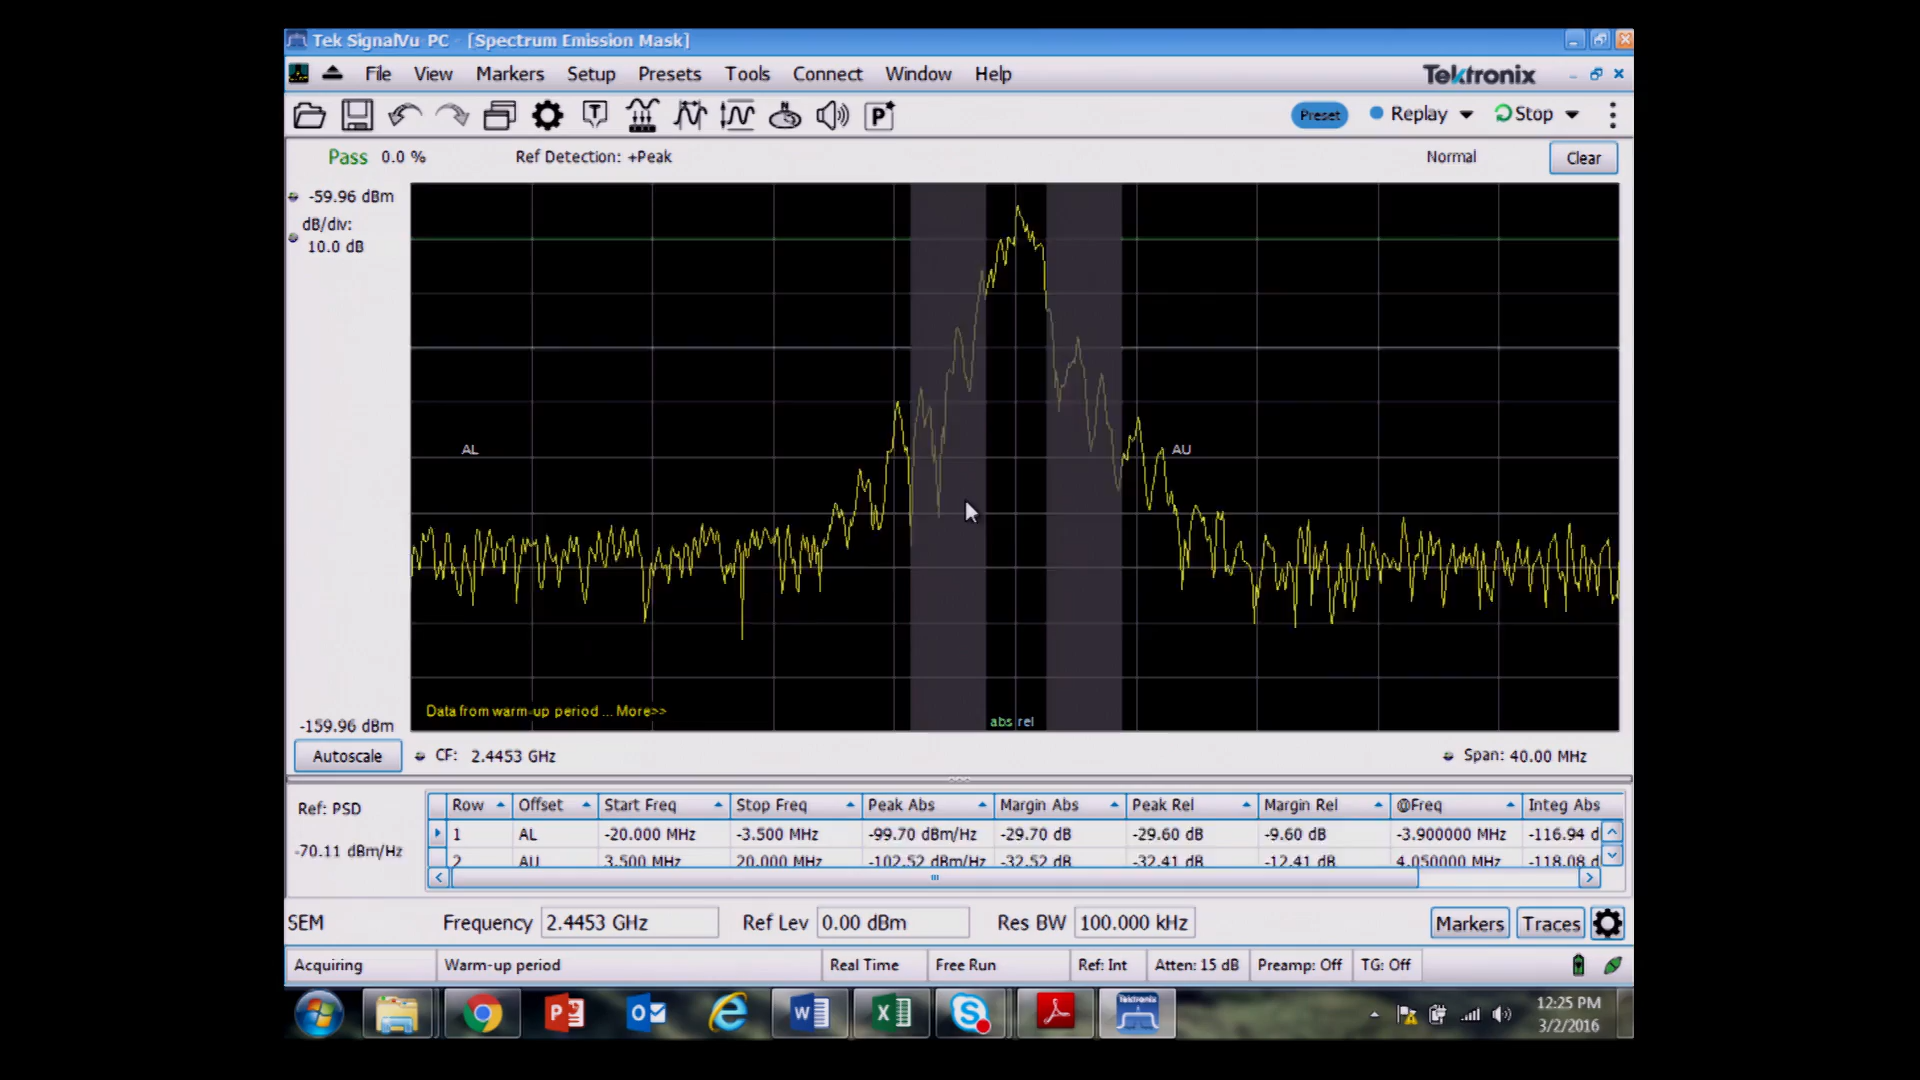 Tek SignalVu PC - [Spectrum Emission Mask]
File View Markers Setup Presets Tools Connect Window Help Tektronix
Preset Replay Stop
Pass 0.0 % Ref Detection: +Peak Normal Clear
-59.96 dBm
dB/div:
10.0 dB
AL AU
Data from warm-up period ... More>>
abs rel
-159.96 dBm
Autoscale CF: 2.4453 GHz Span: 40.00 MHz
Ref: PSD
-70.11 dBm/Hz
Row Offset Start Freq Stop Freq Peak Abs Margin Abs Peak Rel Margin Rel @Freq Integ Abs
1 AL -20.000 MHz -3.500 MHz -99.70 dBm/Hz -29.70 dB -29.60 dB -9.60 dB -3.900000 MHz -116.94 d
2 AU 3.500 MHz 20.000 MHz -102.52 dBm/Hz -32.52 dB -32.41 dB -12.41 dB 4.050000 MHz -118.08 d
SEM Frequency 2.4453 GHz Ref Lev 0.00 dBm Res BW 100.000 kHz Markers Traces
Acquiring Warm-up period Real Time Free Run Ref: Int Atten: 15 dB Preamp: Off TG: Off
Tektronix
12:25 PM
3/2/2016